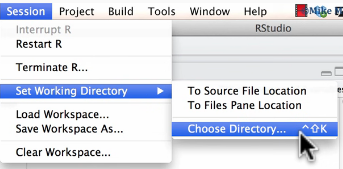 Session Project Build Tools Window Help
RStudio
Interrupt R
Restart R
Terminate R...
Set Working Directory
To Source File Location
To Files Pane Location
Choose Directory... ^⇧K
Load Workspace...
Save Workspace As...
Clear Workspace...